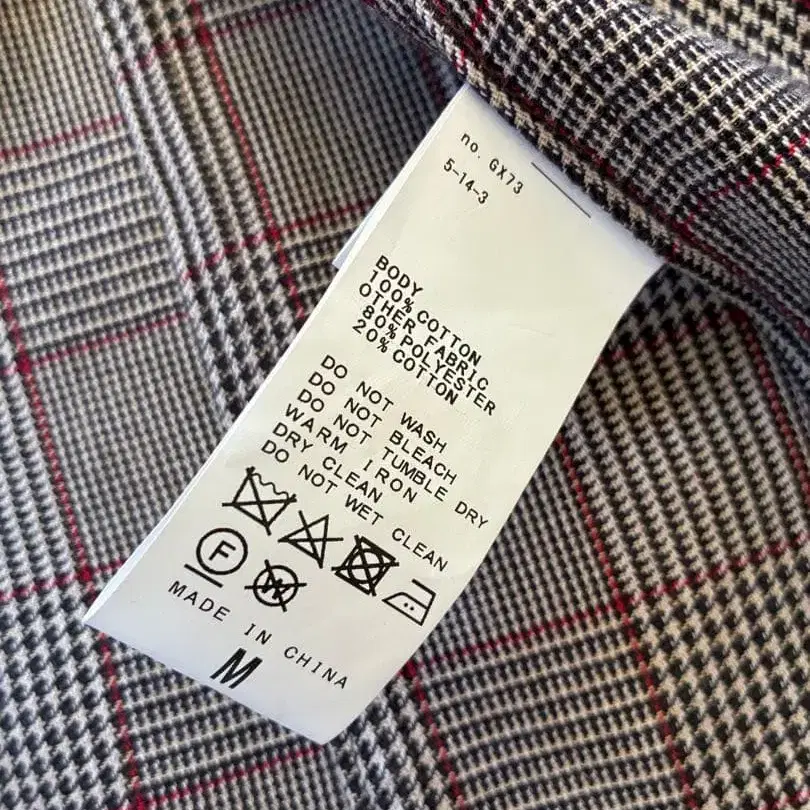 no. GX73
5-14-3
BODY
100% COTTON
OTHER FABRIC
80% POLYESTER
20% COTTON
DO NOT WASH
DO NOT BLEACH
DO NOT TUMBLE DRY
WARM IRON
DRY CLEAN
DO NOT WET CLEAN
F
W
MADE IN CHINA
M